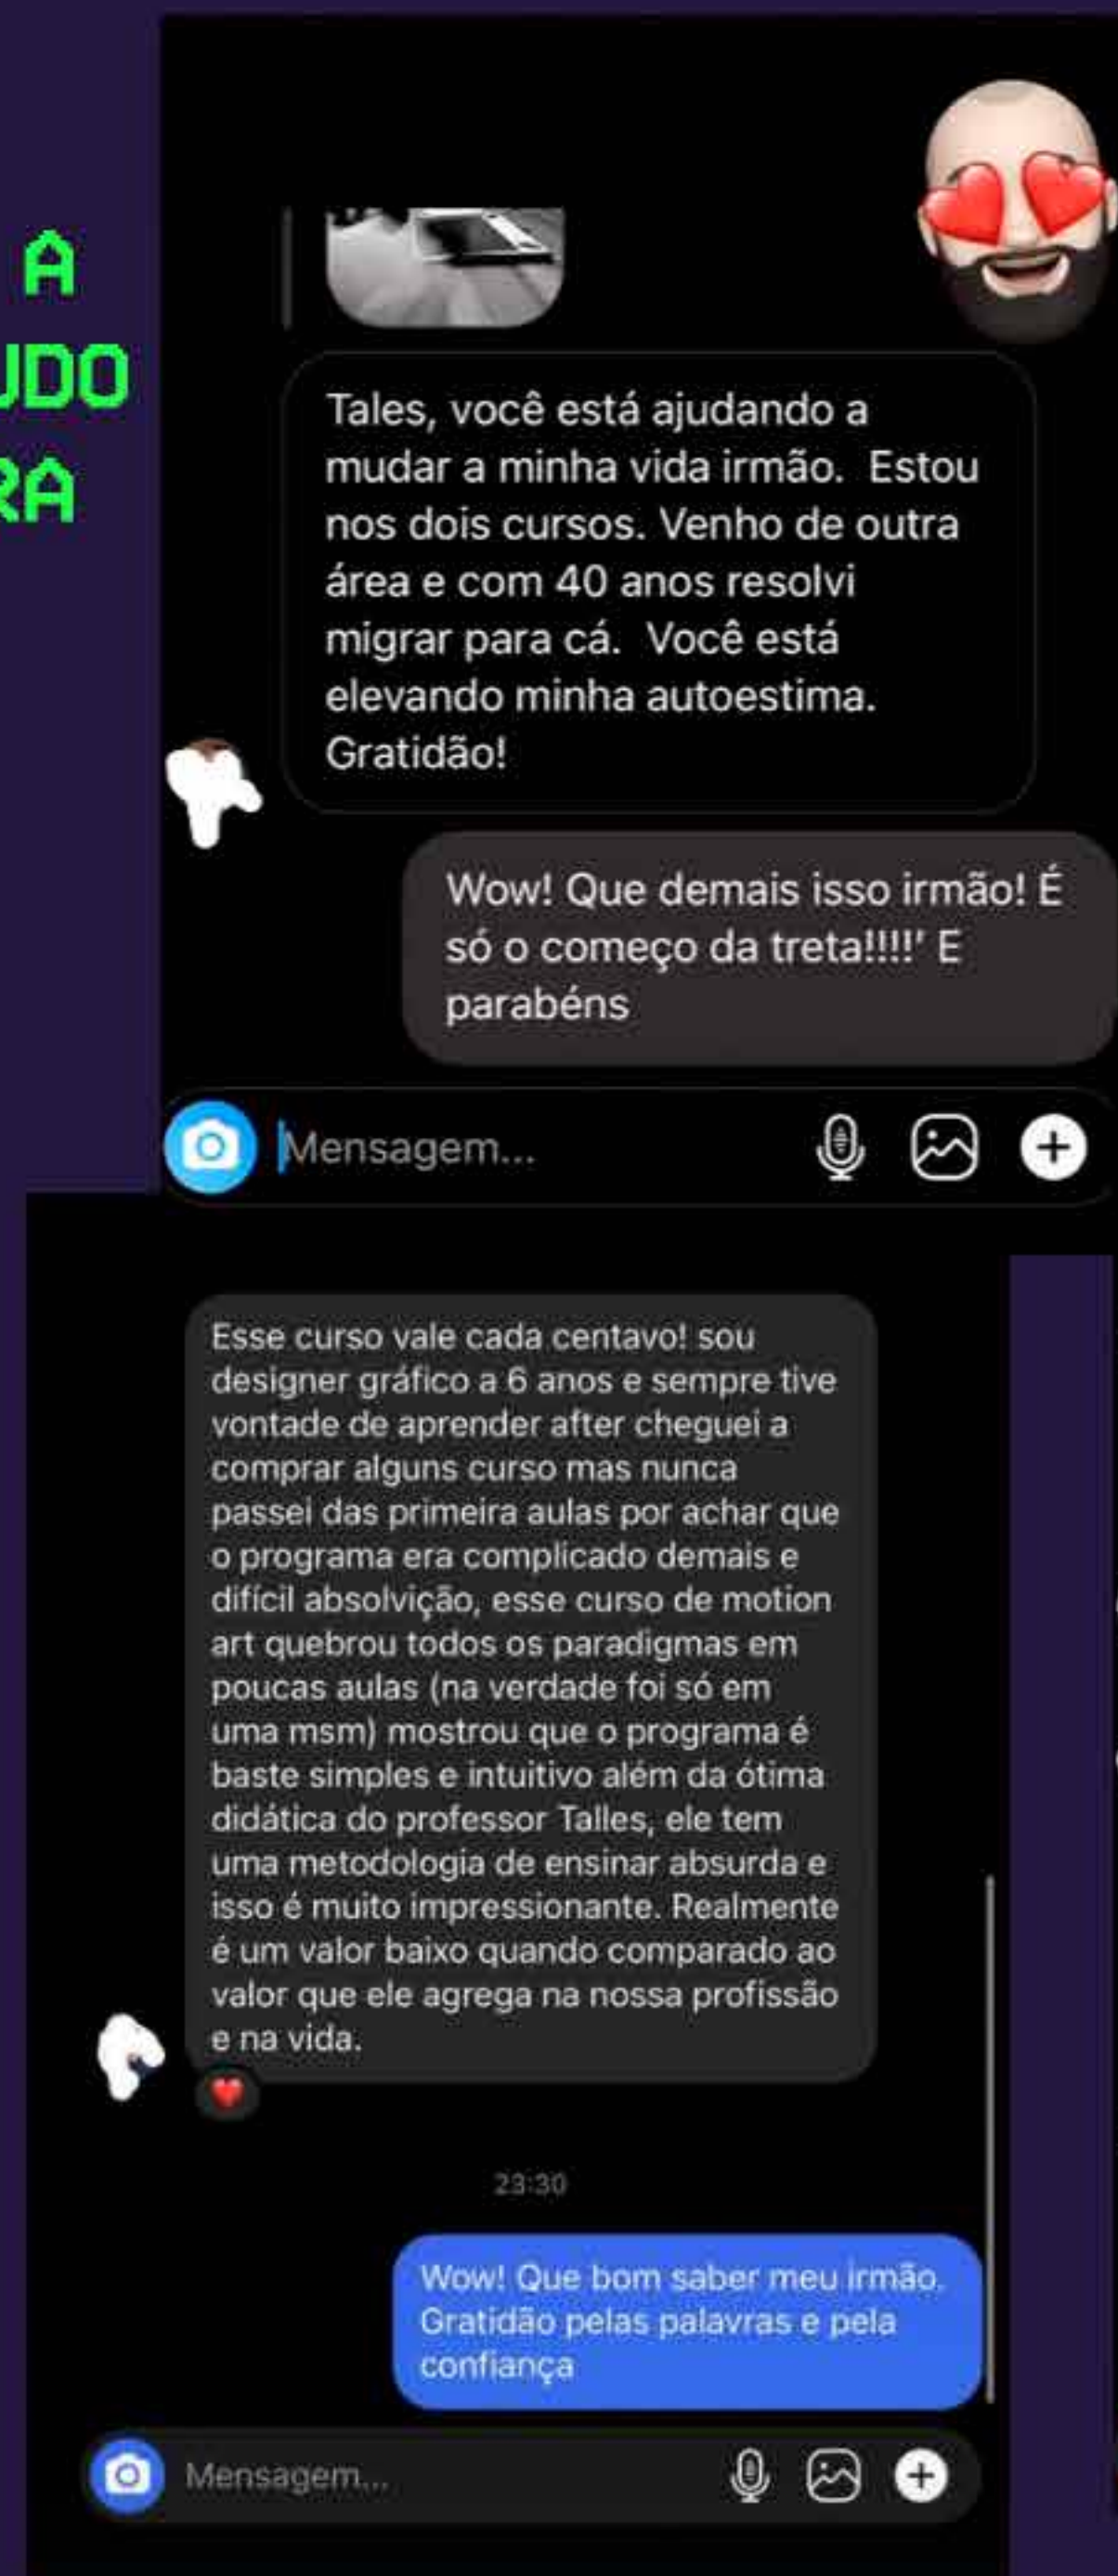 A
UDO
RA
Tales, você está ajudando a
mudar a minha vida irmão. Estou
nos dois cursos. Venho de outra
área e com 40 anos resolvi
migrar para cá. Você está
elevando minha autoestima.
Gratidão!
Wow! Que demais isso irmão! É
só o começo da treta!!!!' E
parabéns
Mensagem...
Esse curso vale cada centavo! sou
designer gráfico a 6 anos e sempre tive
vontade de aprender after cheguei a
comprar alguns curso mas nunca
passei das primeira aulas por achar que
o programa era complicado demais e
difícil absolvição, esse curso de motion
art quebrou todos os paradigmas em
poucas aulas (na verdade foi só em
uma msm) mostrou que o programa é
baste simples e intuitivo além da ótima
didática do professor Talles, ele tem
uma metodologia de ensinar absurda e
isso é muito impressionante. Realmente
é um valor baixo quando comparado ao
valor que ele agrega na nossa profissão
e na vida.
23:30
Wow! Que bom saber meu irmão.
Gratidão pelas palavras e pela
confiança
Mensagem...